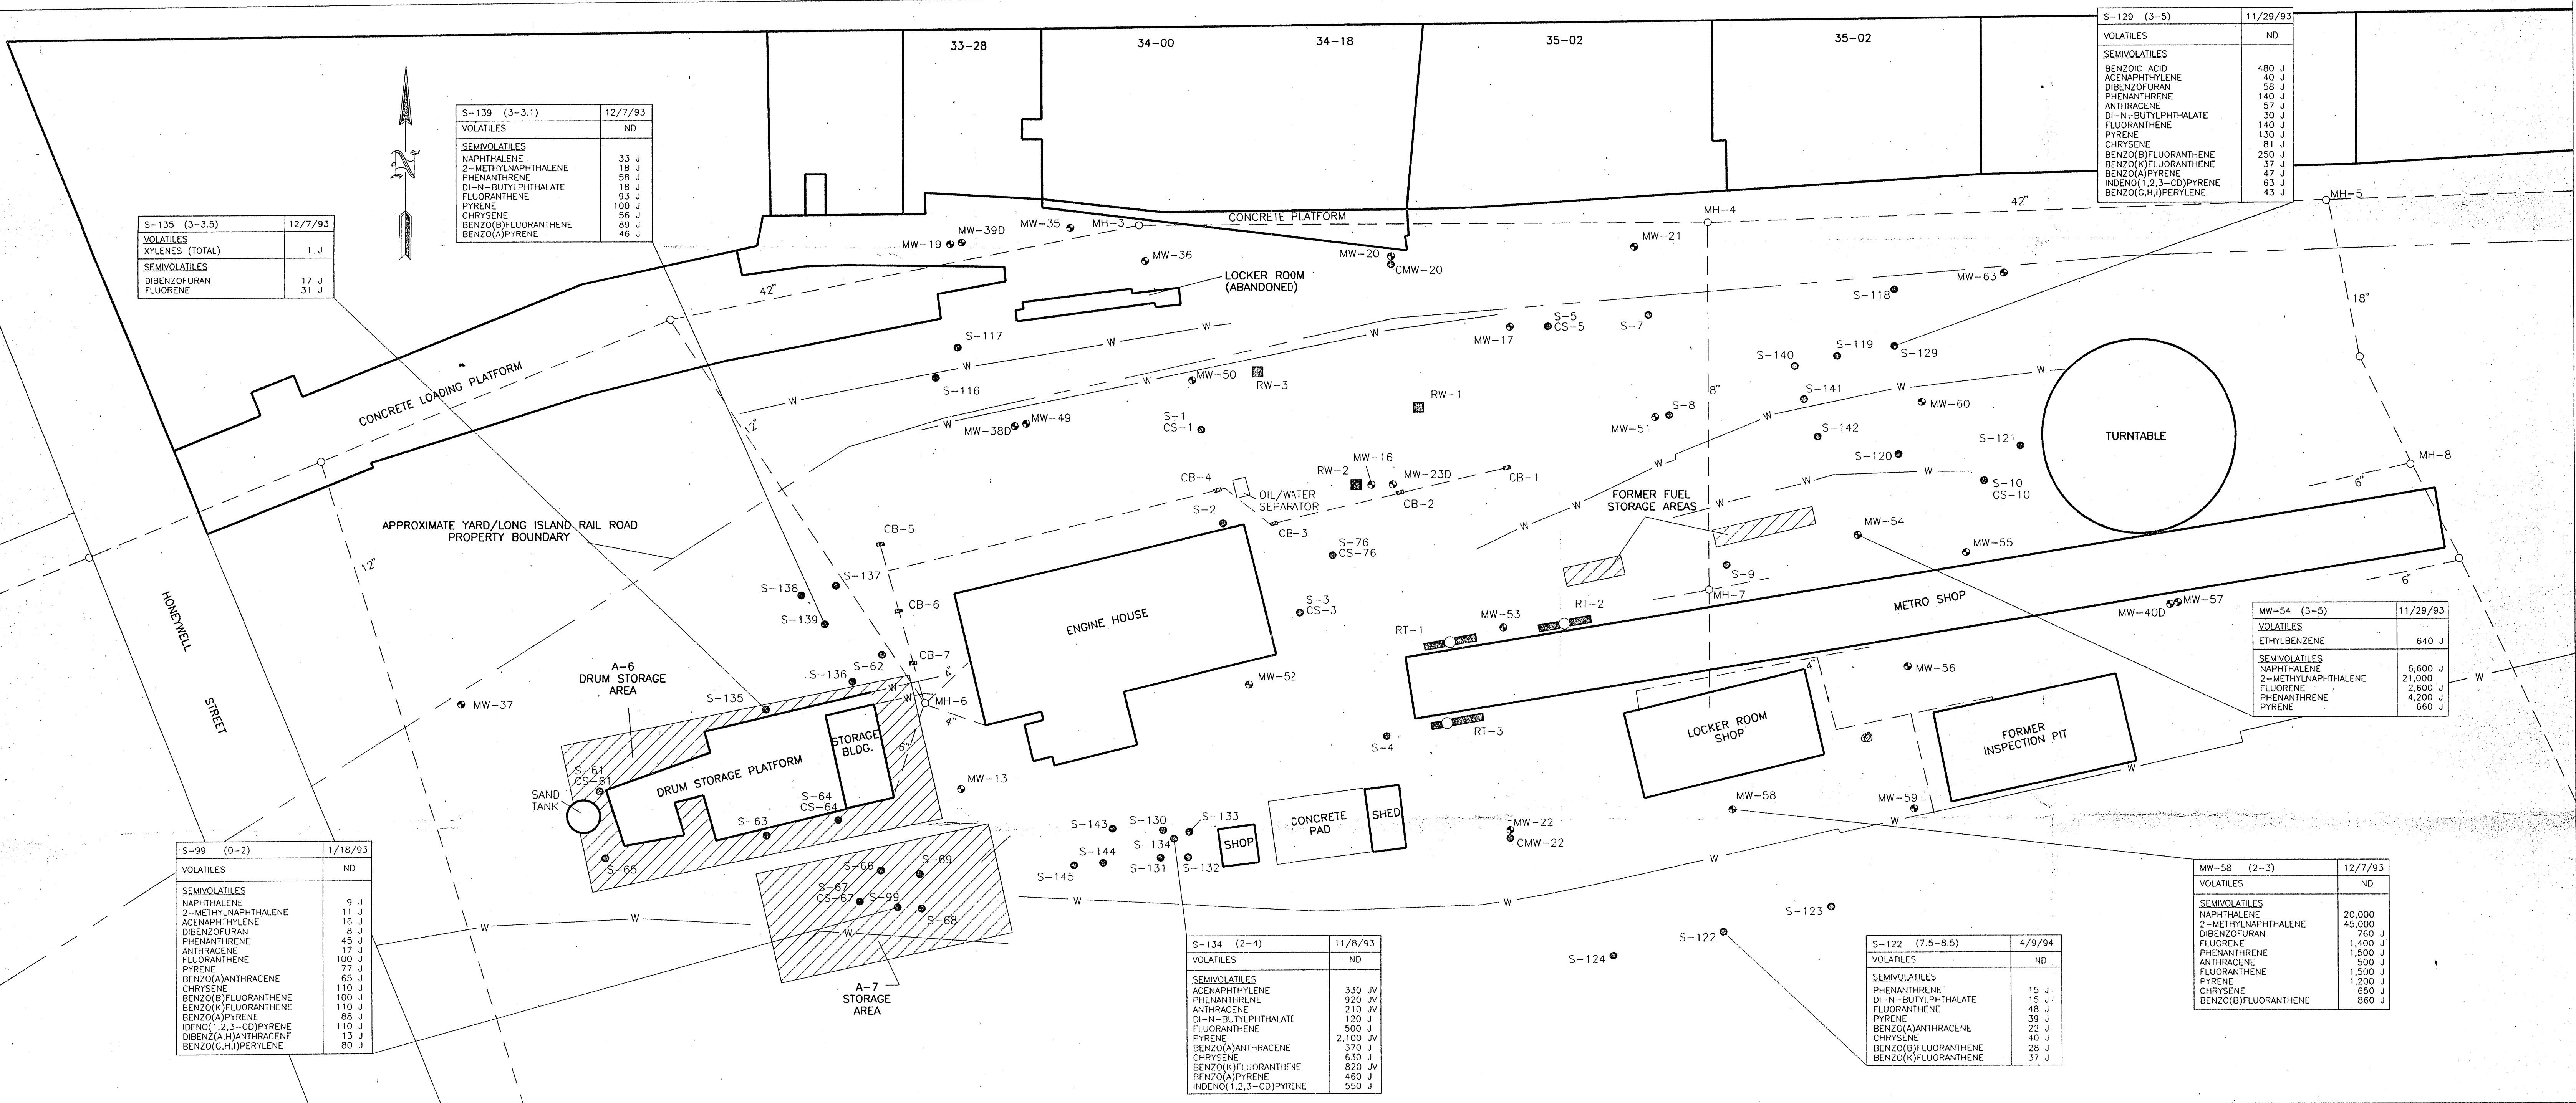 33-28
34-00
34-18
35-02
35-02
S-129 (3-5) 11/29/93
VOLATILES ND
SEMIVOLATILES
BENZOIC ACID 480 J
ACENAPHTHYLENE 40 J
DIBENZOFURAN 58 J
PHENANTHRENE 140 J
ANTHRACENE 57 J
DI-N-BUTYLPHTHALATE 30 J
FLUORANTHENE 140 J
PYRENE 130 J
CHRYSENE 81 J
BENZO(B)FLUORANTHENE 250 J
BENZO(K)FLUORANTHENE 37 J
BENZO(A)PYRENE 47 J
INDENO(1,2,3-CD)PYRENE 63 J
BENZO(G,H,I)PERYLENE 43 J
N
S-139 (3-3.1) 12/7/93
VOLATILES ND
SEMIVOLATILES
NAPHTHALENE 33 J
2-METHYLNAPHTHALENE 18 J
PHENANTHRENE 58 J
DI-N-BUTYLPHTHALATE 18 J
FLUORANTHENE 93 J
PYRENE 100 J
CHRYSENE 56 J
BENZO(B)FLUORANTHENE 89 J
BENZO(A)PYRENE 46 J
S-135 (3-3.5) 12/7/93
VOLATILES
XYLENES (TOTAL) 1 J
SEMIVOLATILES
DIBENZOFURAN 17 J
FLUORENE 31 J
MW-19
MW-39D
MW-35
MH-3
CONCRETE PLATFORM
MH-4
42"
MH-5
MW-36
MW-20
CMW-20
MW-21
MW-63
LOCKER ROOM
(ABANDONED)
42"
S-118
18"
S-117
W
W
W
S-5
CS-5
S-7
MW-17
S-140
S-119
S-129
CONCRETE LOADING PLATFORM
S-116
W
W
MW-50
RW-3
RW-1
8"
S-141
W
W
W
MW-60
S-1
CS-1
MW-38D
MW-49
W
12"
S-8
MW-51
S-142
S-121
TURNTABLE
S-120
MH-8
MW-16
RW-2
MW-23D
CB-1
CB-2
CB-4
OIL/WATER
SEPARATOR
CB-3
W
W
W
W
W
W
S-10
CS-10
6"
FORMER FUEL
STORAGE AREAS
S-2
CB-5
APPROXIMATE YARD/LONG ISLAND RAIL ROAD
PROPERTY BOUNDARY
12"
MW-54
MW-55
S-76
CS-76
S-9
MH-7
6"
S-137
S-138
S-139
CB-6
ENGINE HOUSE
S-3
CS-3
MW-53
RT-1
RT-2
METRO SHOP
MW-40D
MW-57
HONEYWELL
STREET
MW-54 (3-5) 11/29/93
VOLATILES
ETHYLBENZENE 640 J
SEMIVOLATILES
NAPHTHALENE 6,600 J
2-METHYLNAPHTHALENE 21,000
FLUORENE 2,600 J
PHENANTHRENE 4,200 J
PYRENE 660 J
S-62
CB-7
A-6
DRUM STORAGE
AREA
S-136
W
W
4"
4"
MH-6
S-135
MW-37
MW-52
4"
MW-56
W
STORAGE
BLDG.
6"
RT-3
S-4
LOCKER ROOM
SHOP
FORMER
INSPECTION PIT
DRUM STORAGE PLATFORM
S-61
CS-61
SAND
TANK
S-64
CS-64
S-63
S-65
MW-13
W
W
MW-58
MW-59
S-143
S-130
S-133
S-134
S-144
S-145
S-131
S-132
SHOP
CONCRETE
PAD
SHED
MW-22
CMW-22
W
W
W
S-99 (0-2) 1/18/93
VOLATILES ND
SEMIVOLATILES
NAPHTHALENE 9 J
2-METHYLNAPHTHALENE 11 J
ACENAPHTHYLENE 16 J
DIBENZOFURAN 8 J
PHENANTHRENE 45 J
ANTHRACENE 17 J
FLUORANTHENE 100 J
PYRENE 77 J
BENZO(A)ANTHRACENE 65 J
CHRYSENE 110 J
BENZO(B)FLUORANTHENE 100 J
BENZO(K)FLUORANTHENE 110 J
BENZO(A)PYRENE 88 J
IDENO(1,2,3-CD)PYRENE 110 J
DIBENZ(A,H)ANTHRACENE 13 J
BENZO(G,H,I)PERYLENE 80 J
S-66
S-69
S-67
CS-67
S-99
S-68
W
W
W
A-7
STORAGE
AREA
S-123
S-122
S-124
MW-58 (2-3) 12/7/93
VOLATILES ND
SEMIVOLATILES
NAPHTHALENE 20,000
2-METHYLNAPHTHALENE 45,000
DIBENZOFURAN 760 J
FLUORENE 1,400 J
PHENANTHRENE 1,500 J
ANTHRACENE 500 J
FLUORANTHENE 1,500 J
PYRENE 1,200 J
CHRYSENE 650 J
BENZO(B)FLUORANTHENE 860 J
S-134 (2-4) 11/8/93
VOLATILES ND
SEMIVOLATILES
ACENAPHTHYLENE 330 JV
PHENANTHRENE 920 JV
ANTHRACENE 210 JV
DI-N-BUTYLPHTHALATE 120 J
FLUORANTHENE 500 J
PYRENE 2,100 JV
BENZO(A)ANTHRACENE 370 J
CHRYSENE 630 J
BENZO(K)FLUORANTHENE 820 JV
BENZO(A)PYRENE 460 J
INDENO(1,2,3-CD)PYRENE 550 J
S-122 (7.5-8.5) 4/9/94
VOLATILES ND
SEMIVOLATILES
PHENANTHRENE 15 J
DI-N-BUTYLPHTHALATE 15 J
FLUORANTHENE 48 J
PYRENE 39 J
BENZO(A)ANTHRACENE 22 J
CHRYSENE 40 J
BENZO(B)FLUORANTHENE 28 J
BENZO(K)FLUORANTHENE 37 J